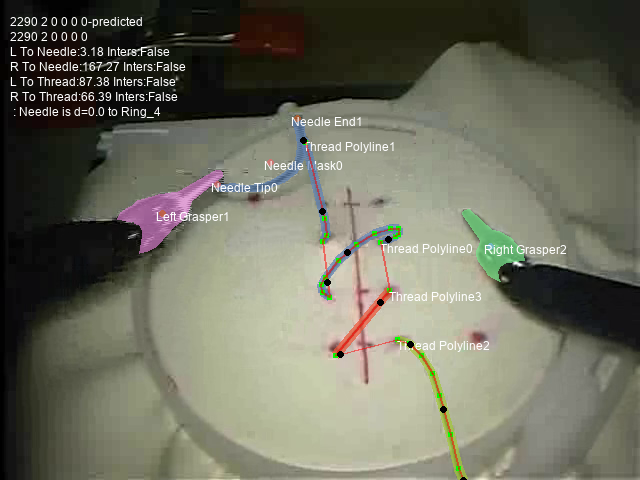 2290 2 0 0 0 0-predicted
2290 2 0 0 0 0
L To Needle:3.18 Inters:False
R To Needle:167.27 Inters:False
L To Thread:87.38 Inters:False
R To Thread:66.39 Inters:False
: Needle is d=0.0 to Ring_4
Needle End1
Thread Polyline1
Needle Mask0
Needle Tip0
Left Grasper1
Thread Polyline0
Right Grasper2
Thread Polyline3
Thread Polyline2